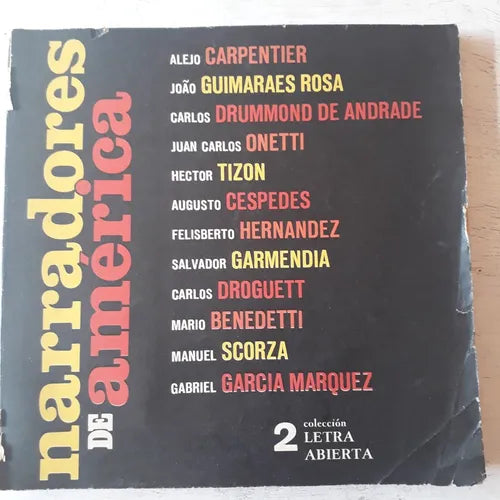 narradores
DE américa
ALEJO CARPENTIER
JOÃO GUIMARAES ROSA
CARLOS DRUMMOND DE ANDRADE
JUAN CARLOS ONETTI
HECTOR TIZON
AUGUSTO CESPEDES
FELISBERTO HERNANDEZ
SALVADOR GARMENDIA
CARLOS DROGUETT
MARIO BENEDETTI
MANUEL SCORZA
GABRIEL GARCIA MARQUEZ
2 colección
LETRA
ABIERTA